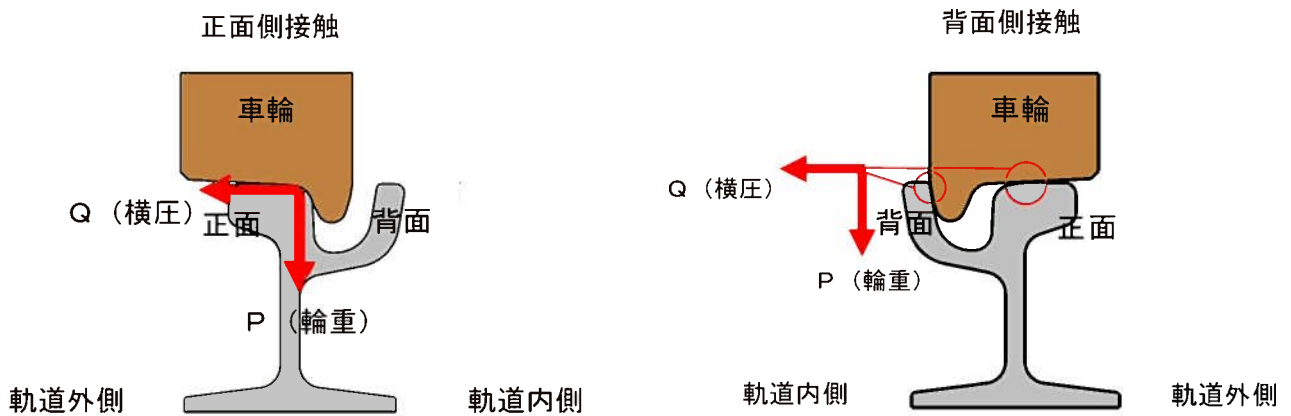 正面側接触
車輪
Q（横圧）
正面
背面
P（輪重）
軌道外側
軌道内側
背面側接触
車輪
Q（横圧）
背面
正面
P（輪重）
軌道内側
軌道外側